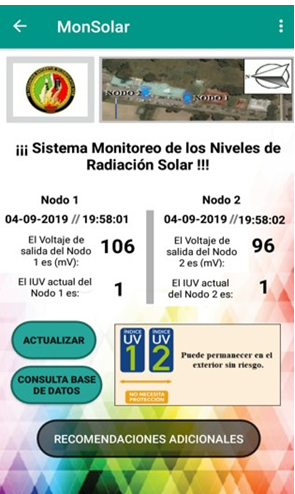 MonSolar
NODO 2
NODO 1
N
¡¡¡ Sistema Monitoreo de los Niveles de
Radiación Solar !!!
Nodo 1
04-09-2019 // 19:58:01
El Voltaje de
salida del Nodo
1 es (mV):
106
El IUV actual del
Nodo 1 es:
1
Nodo 2
04-09-2019 // 19:58:02
El Voltaje de
salida del Nodo
2 es (mV):
96
El IUV actual
del Nodo 2 es:
1
ACTUALIZAR
CONSULTA BASE
DE DATOS
ÍNDICE
UV
1
ÍNDICE
UV
2
NO NECESITA
PROTECCIÓN
Puede permanecer en el
exterior sin riesgo.
RECOMENDACIONES ADICIONALES